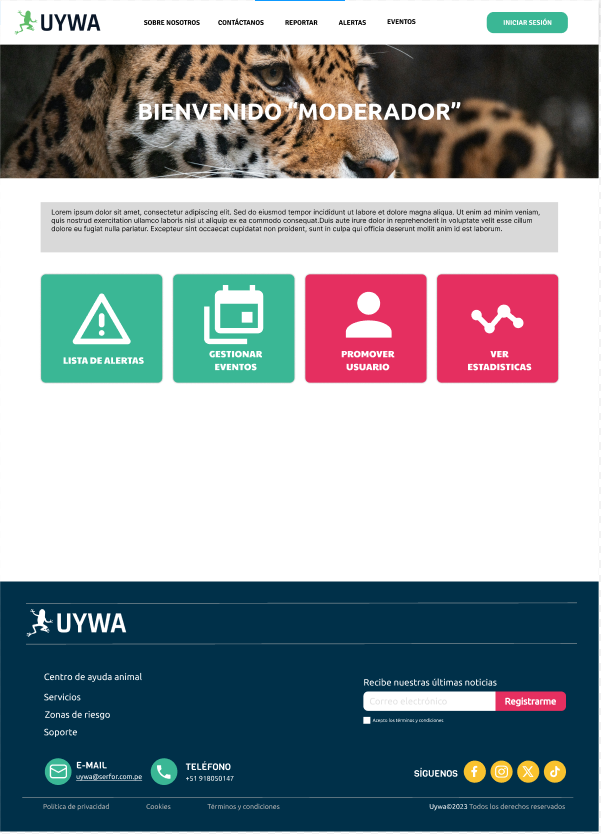 UYWA
SOBRE NOSOTROS CONTÁCTANOS REPORTAR ALERTAS EVENTOS INICIAR SESIÓN
BIENVENIDO “MODERADOR”
Lorem ipsum dolor sit amet, consectetur adipiscing elit. Sed do eiusmod tempor incididunt ut labore et dolore magna aliqua. Ut enim ad minim veniam,
quis nostrud exercitation ullamco laboris nisi ut aliquip ex ea commodo consequat.Duis aute irure dolor in reprehenderit in voluptate velit esse cillum
dolore eu fugiat nulla pariatur. Excepteur sint occaecat cupidatat non proident, sunt in culpa qui officia deserunt mollit anim id est laborum.
LISTA DE ALERTAS
GESTIONAR
EVENTOS
PROMOVER
USUARIO
VER
ESTADISTICAS
UYWA
Centro de ayuda animal
Servicios
Zonas de riesgo
Soporte
Recibe nuestras últimas noticias
Correo electrónico Registrarme
Acepto los términos y condiciones
E-MAIL
uywa@serfor.com.pe
TELÉFONO
+51 918050147
SÍGUENOS
Política de privacidad Cookies Términos y condiciones Uywa©2023 Todos los derechos reservados